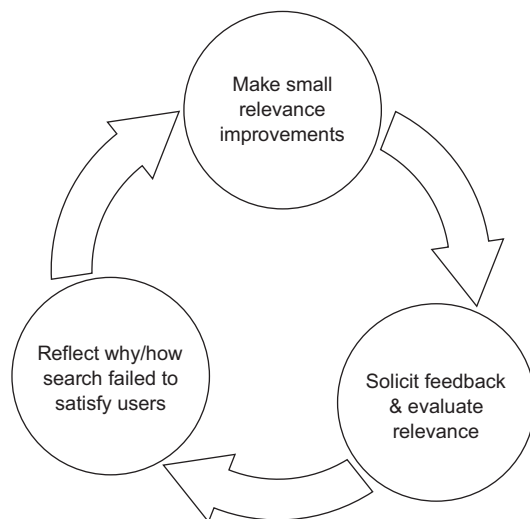 Make small
relevance
improvements
Solicit feedback
& evaluate
relevance
Reflect why/how
search failed to
satisfy users